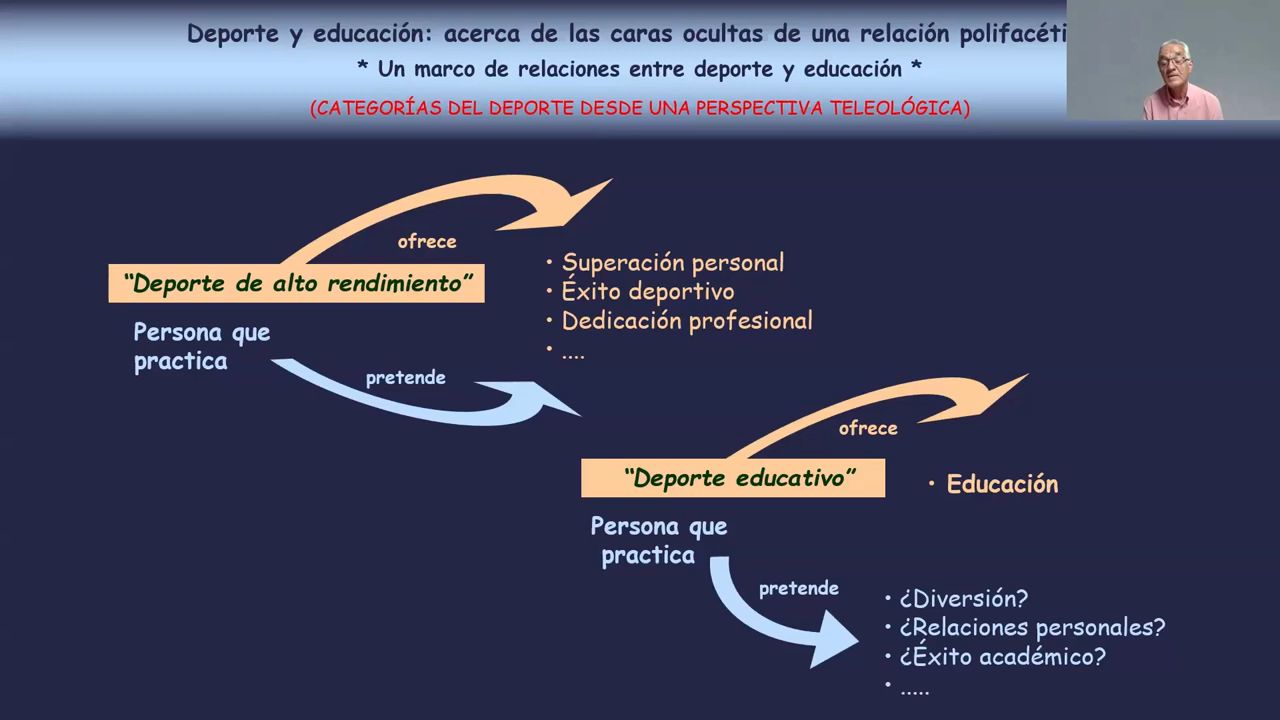 Deporte y educación: acerca de las caras ocultas de una relación polifacéti
* Un marco de relaciones entre deporte y educación *
(CATEGORÍAS DEL DEPORTE DESDE UNA PERSPECTIVA TELEOLÓGICA)
ofrece
"Deporte de alto rendimiento"
• Superación personal
• Éxito deportivo
• Dedicación profesional
• ....
Persona que
practica
pretende
ofrece
"Deporte educativo"
• Educación
Persona que
practica
pretende
• ¿Diversión?
• ¿Relaciones personales?
• ¿Éxito académico?
• .....